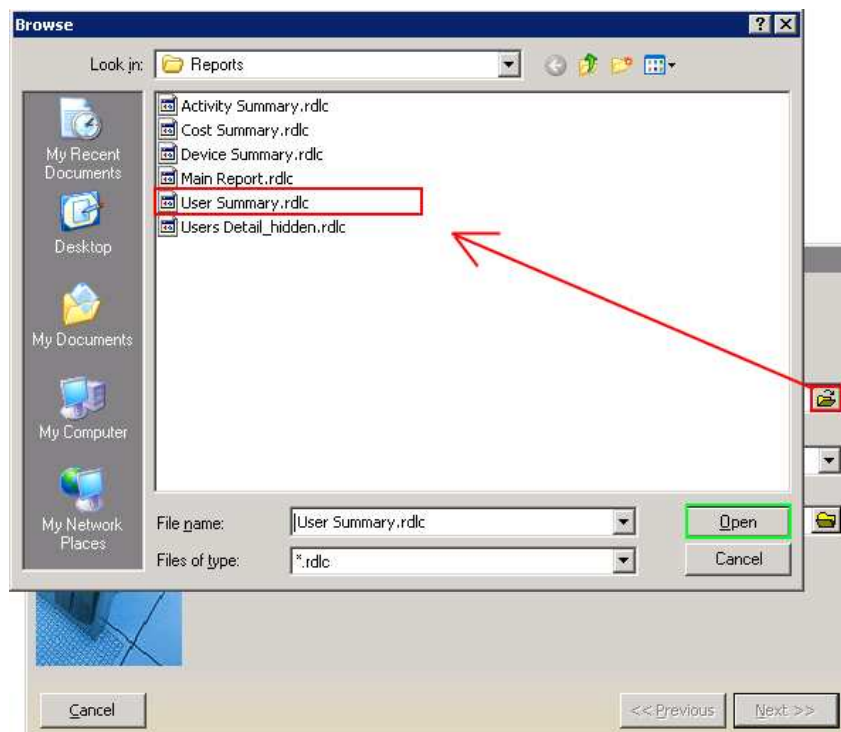 Browse
Look in: Reports
Activity Summary.rdlc
Cost Summary.rdlc
Device Summary.rdlc
Main Report.rdlc
User Summary.rdlc
Users Detail_hidden.rdlc
My Recent
Documents
Desktop
My Documents
My Computer
My Network
Places
File name: User Summary.rdlc Open
Files of type: *.rdlc Cancel
Cancel << Previous Next >>